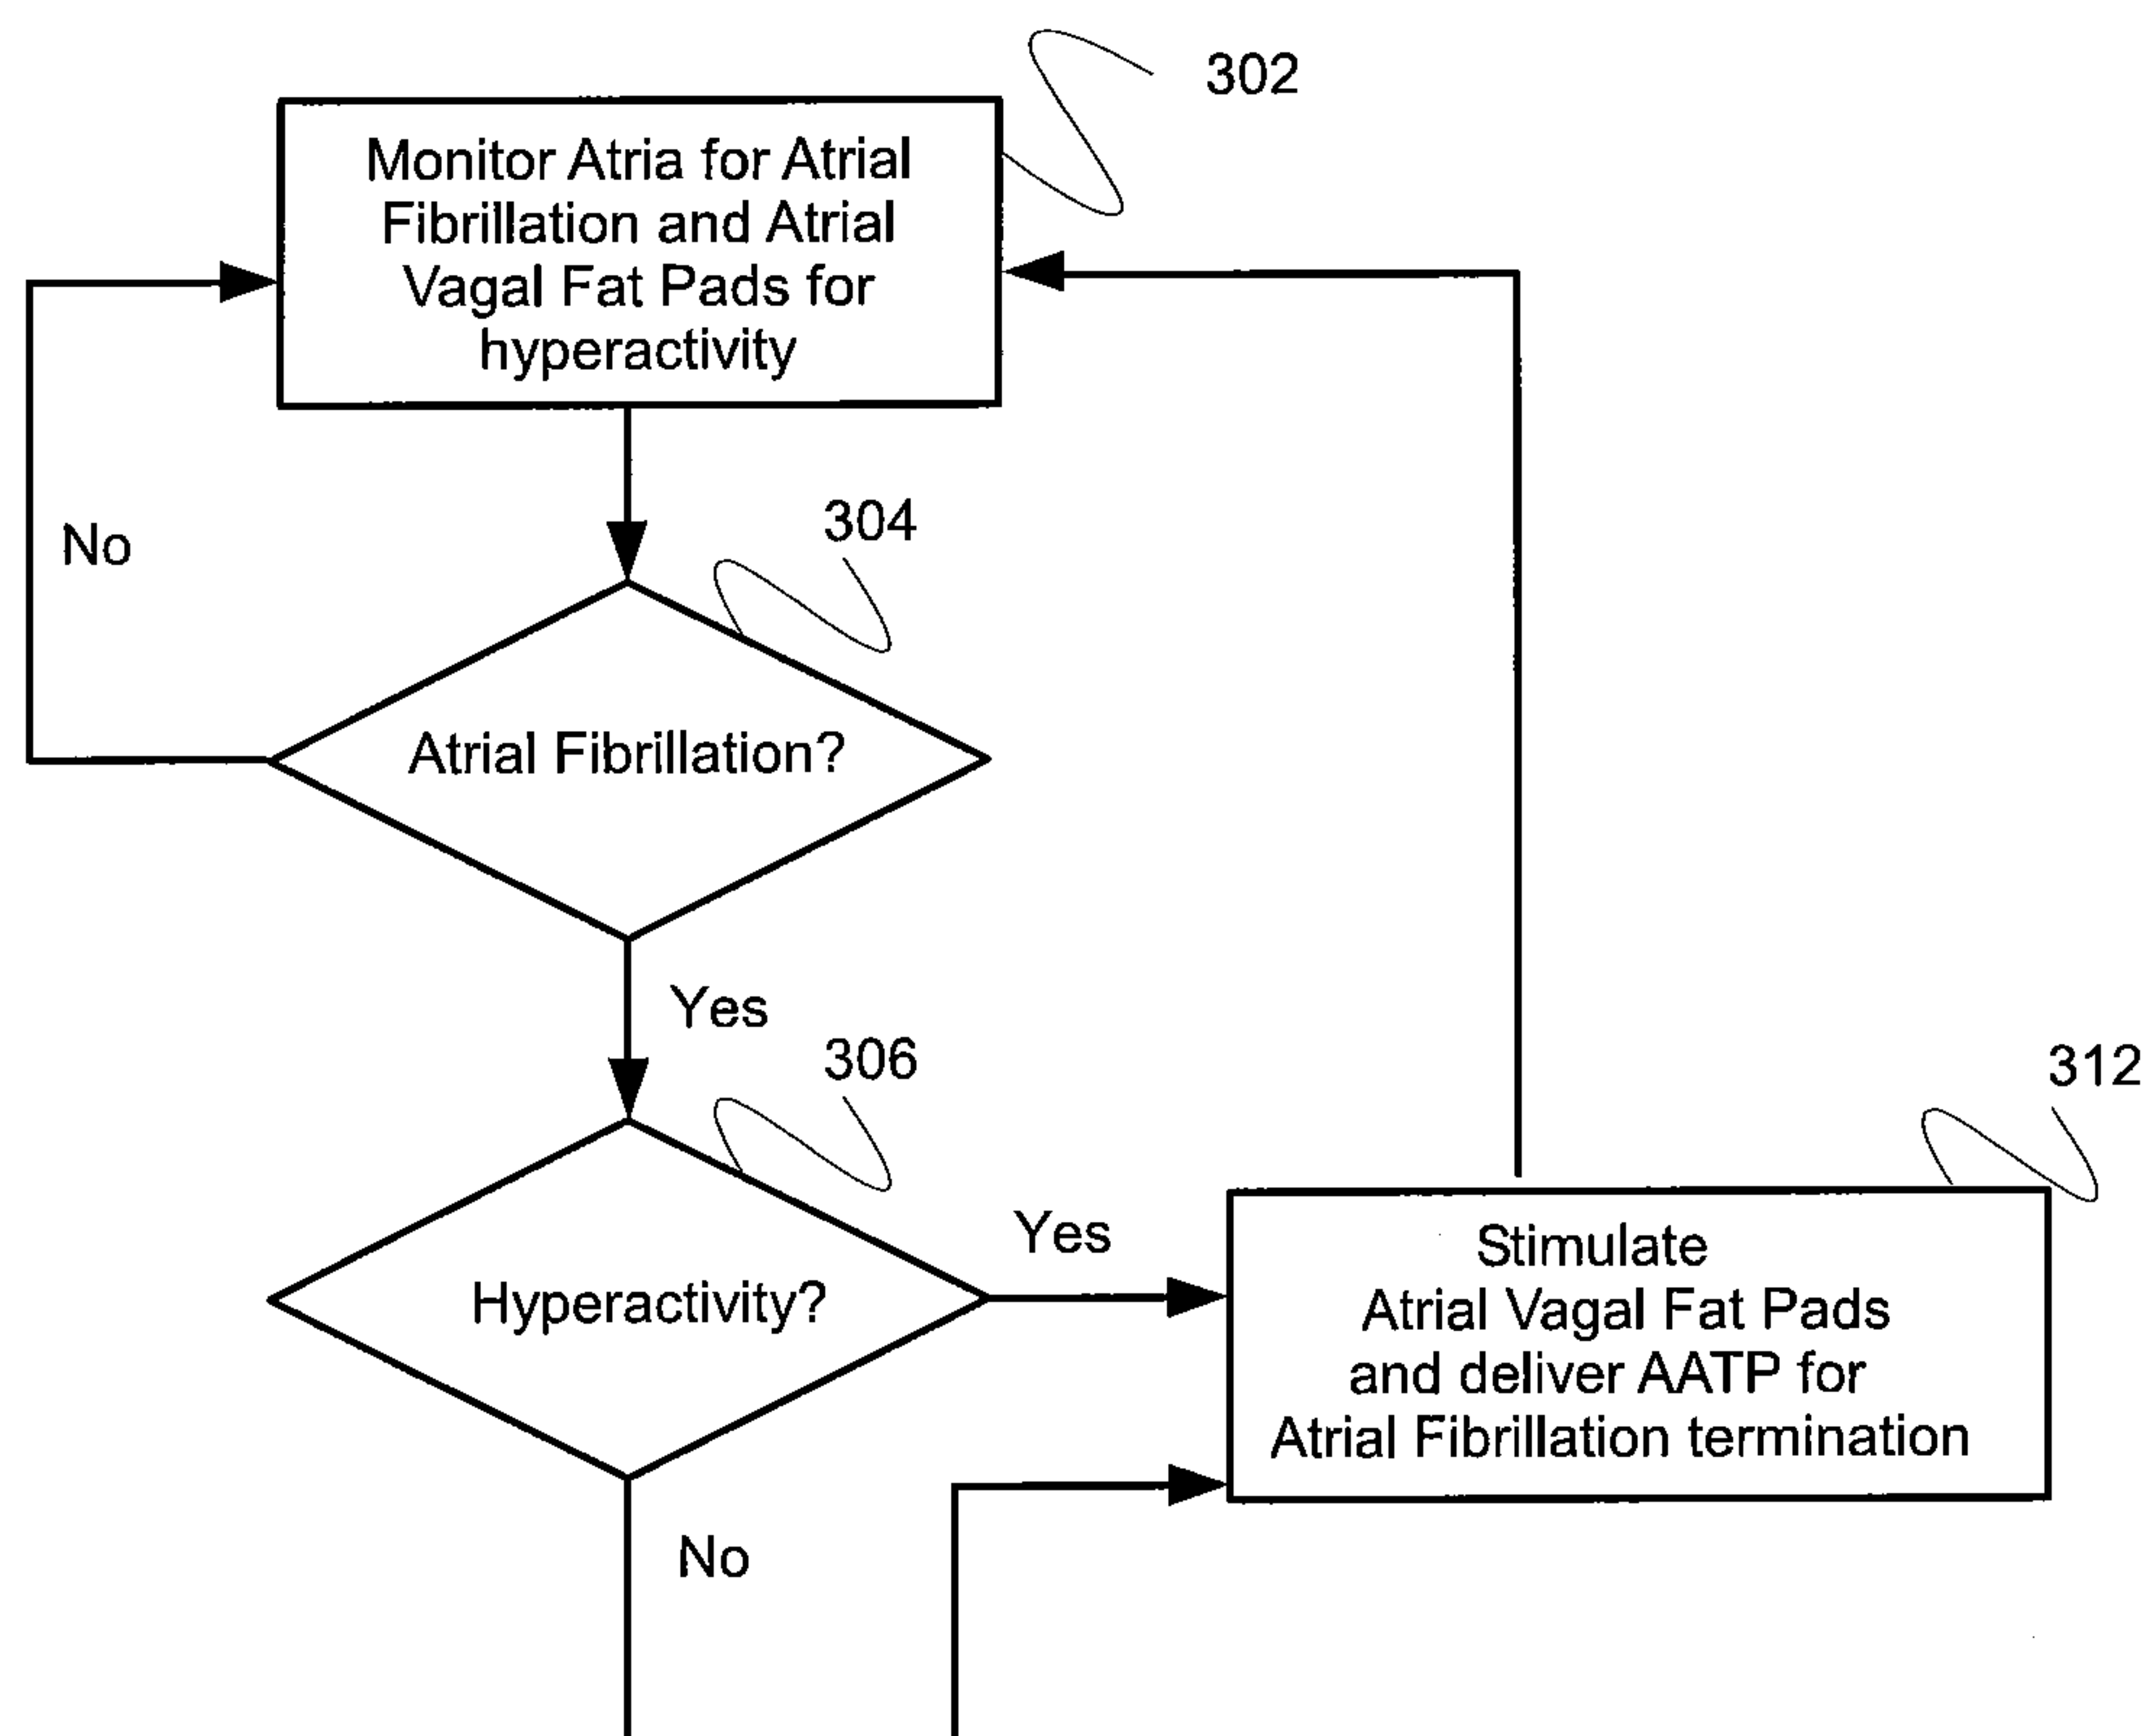 302
Monitor Atria for Atrial
Fibrillation and Atrial
Vagal Fat Pads for
hyperactivity
304
No
Atrial Fibrillation?
Yes
306
312
Yes
Stimulate
Atrial Vagal Fat Pads
and deliver AATP for
Atrial Fibrillation termination
Hyperactivity?
No